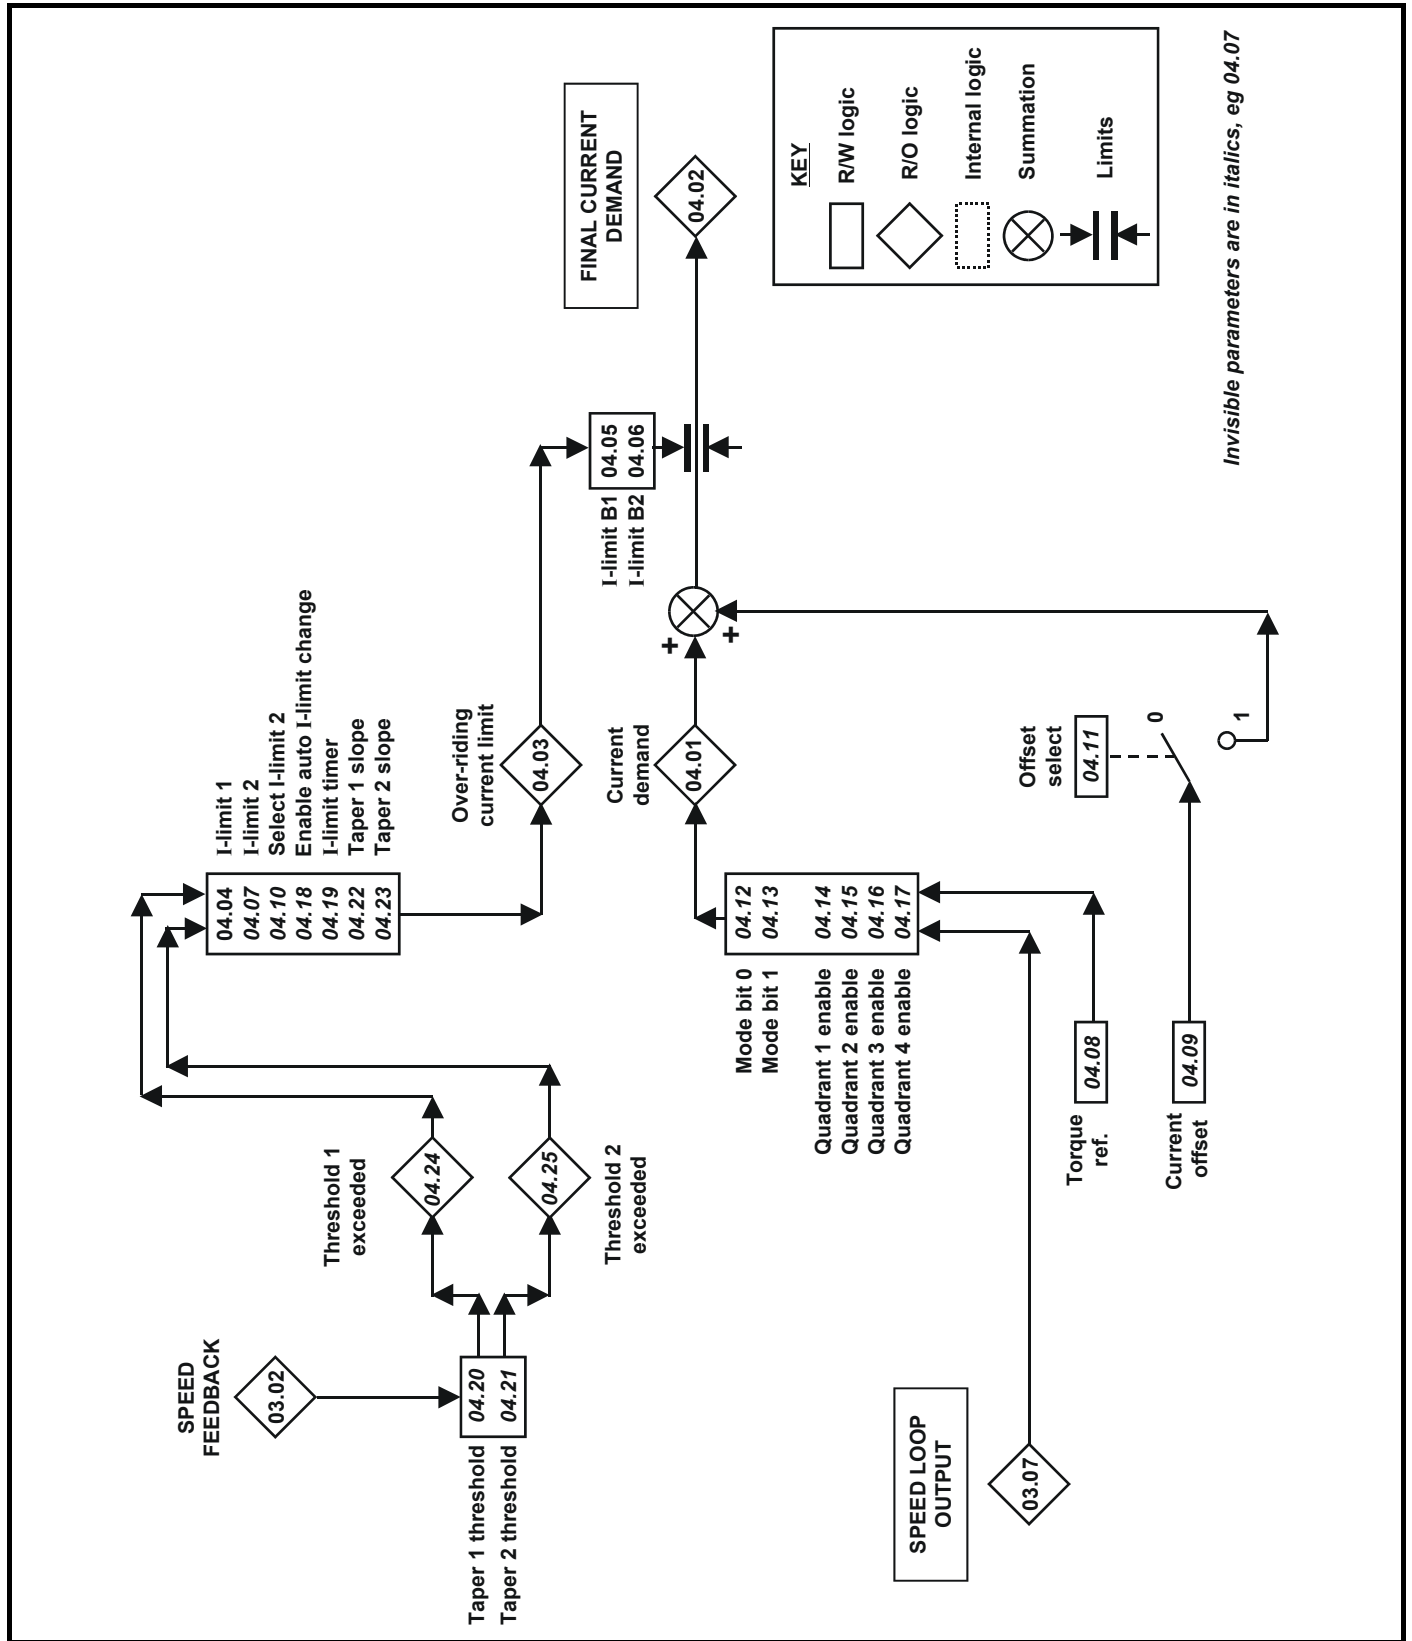 SPEED
FEEDBACK
03.02
Taper 1 threshold
Taper 2 threshold
04.20
04.21
Threshold 1
exceeded
04.24
04.25
Threshold 2
exceeded
04.04 I-limit 1
04.07 I-limit 2
04.10 Select I-limit 2
04.18 Enable auto I-limit change
04.19 I-limit timer
04.22 Taper 1 slope
04.23 Taper 2 slope
Over-riding
current limit
04.03
I-limit B1 04.05
I-limit B2 04.06
FINAL CURRENT
DEMAND
04.02
SPEED LOOP
OUTPUT
03.07
Mode bit 0 04.12
Mode bit 1 04.13
Quadrant 1 enable 04.14
Quadrant 2 enable 04.15
Quadrant 3 enable 04.16
Quadrant 4 enable 04.17
Current
demand
04.01
+
+
Torque
ref.
04.08
Current
offset
04.09
Offset
select
04.11
0
1
KEY
R/W logic
R/O logic
Internal logic
Summation
Limits
Invisible parameters are in italics, eg 04.07